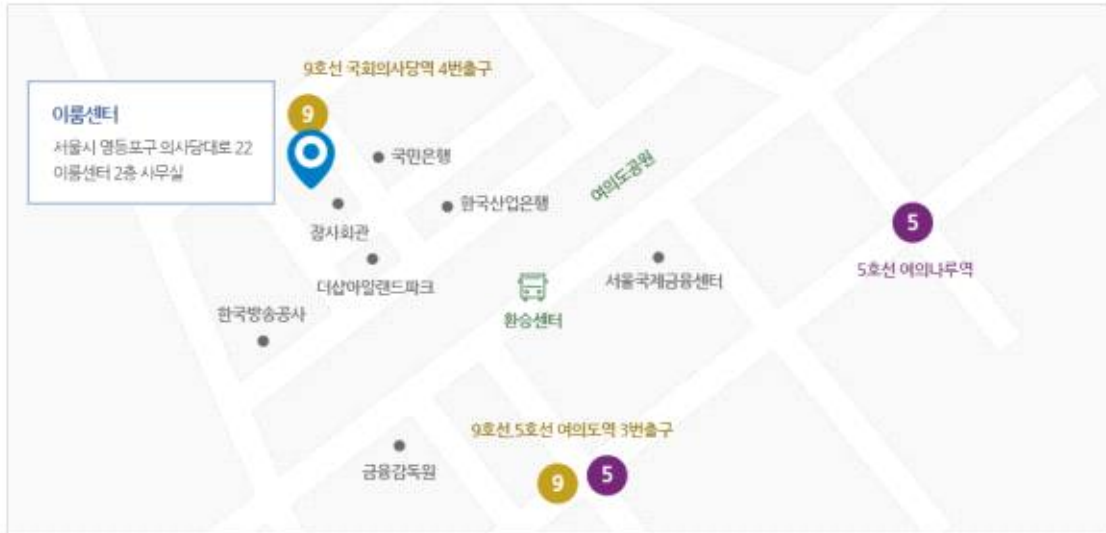 9호선 국회의사당역 4번출구
9
이룸센터
서울시 영등포구 의사당대로 22
이룸센터 2층 사무실
국민은행
한국산업은행
여의도공원
5
잠사회관
5호선 여의나루역
더샵아일랜드파크
서울국제금융센터
한국방송공사
환승센터
9호선.5호선 여의도역 3번출구
금융감독원
9
5